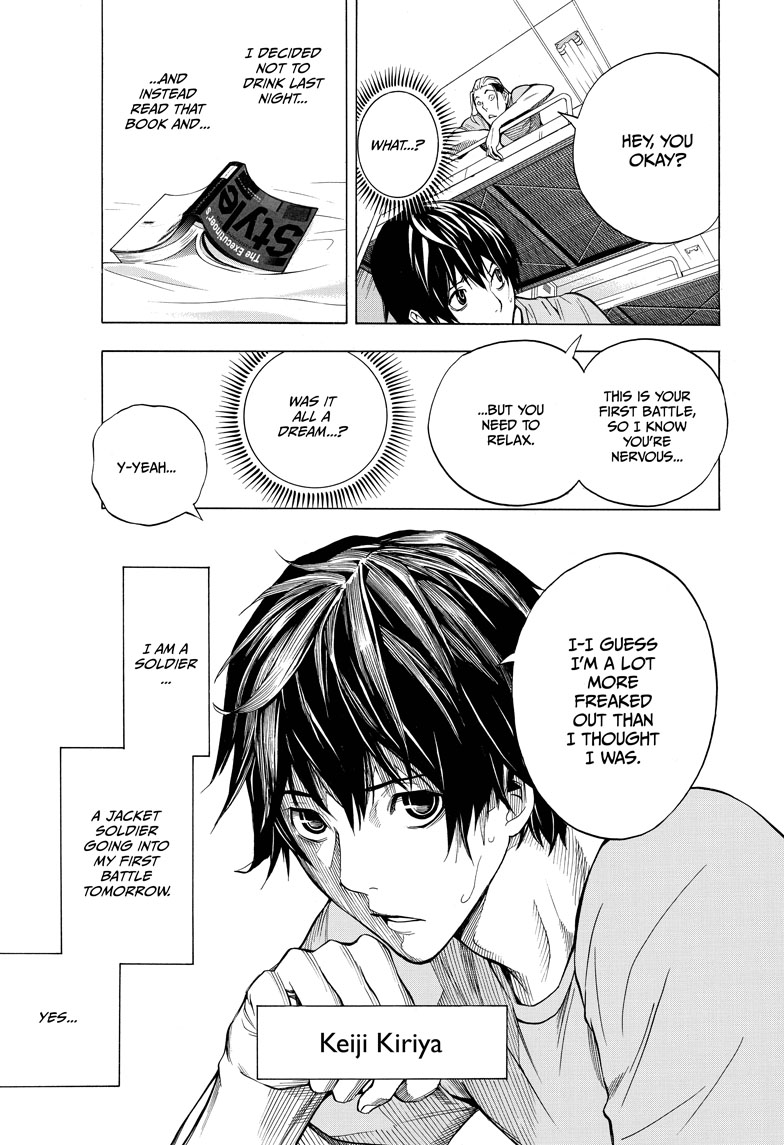 HEY, YOU
OKAY?
WHAT...?
I DECIDED
NOT TO
DRINK LAST
NIGHT...
...AND
INSTEAD
READ THAT
BOOK AND...
The Executioner's
Style
THIS IS YOUR
FIRST BATTLE,
SO I KNOW
YOU'RE
NERVOUS...
...BUT YOU
NEED TO
RELAX.
WAS IT
ALL A
DREAM...?
Y-YEAH...
I-I GUESS
I'M A LOT
MORE
FREAKED
OUT THAN
I THOUGHT
I WAS.
I AM A
SOLDIER
...
A JACKET
SOLDIER
GOING INTO
MY FIRST
BATTLE
TOMORROW.
YES...
Keiji Kiriya